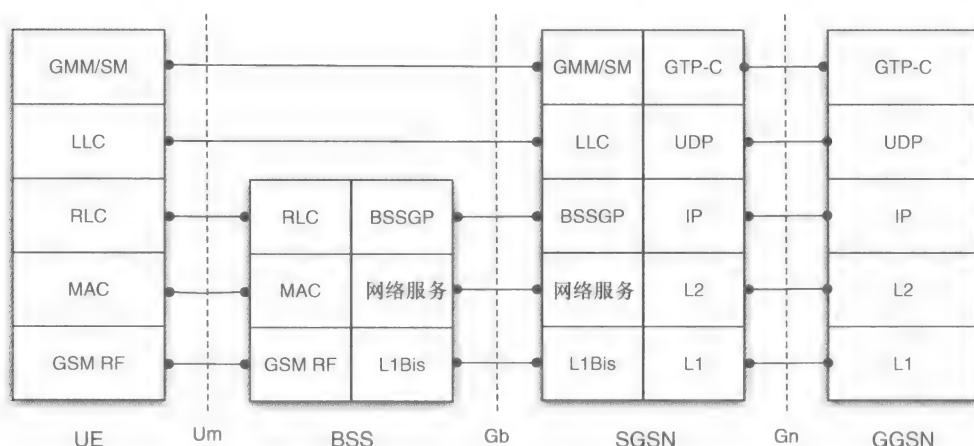 GMM/SM GMM/SM GTP-C GTP-C
LLC LLC UDP UDP
RLC RLC BSSGP BSSGP IP IP
MAC MAC 网络服务 网络服务 L2 L2
GSM RF GSM RF L1Bis L1Bis L1 L1
UE Um BSS Gb SGSN Gn GGSN